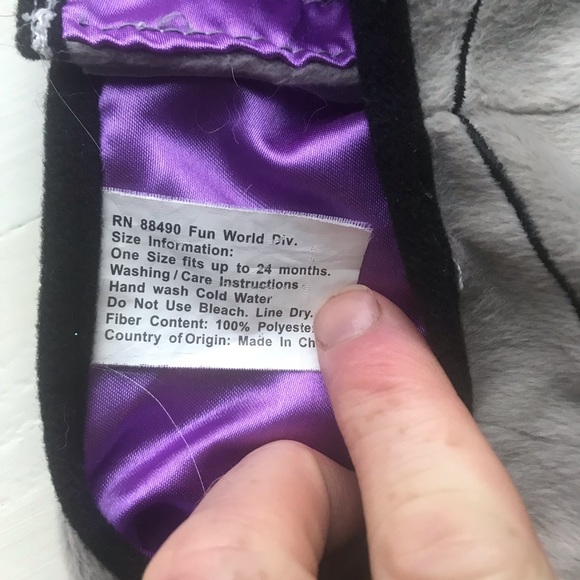 RN 88490 Fun World Div.
Size Information:
One Size fits up to 24 months.
Washing/Care Instructions
Hand wash Cold Water
Do Not Use Bleach. Line Dry.
Fiber Content: 100% Polyeste
Country of Origin: Made In Ch